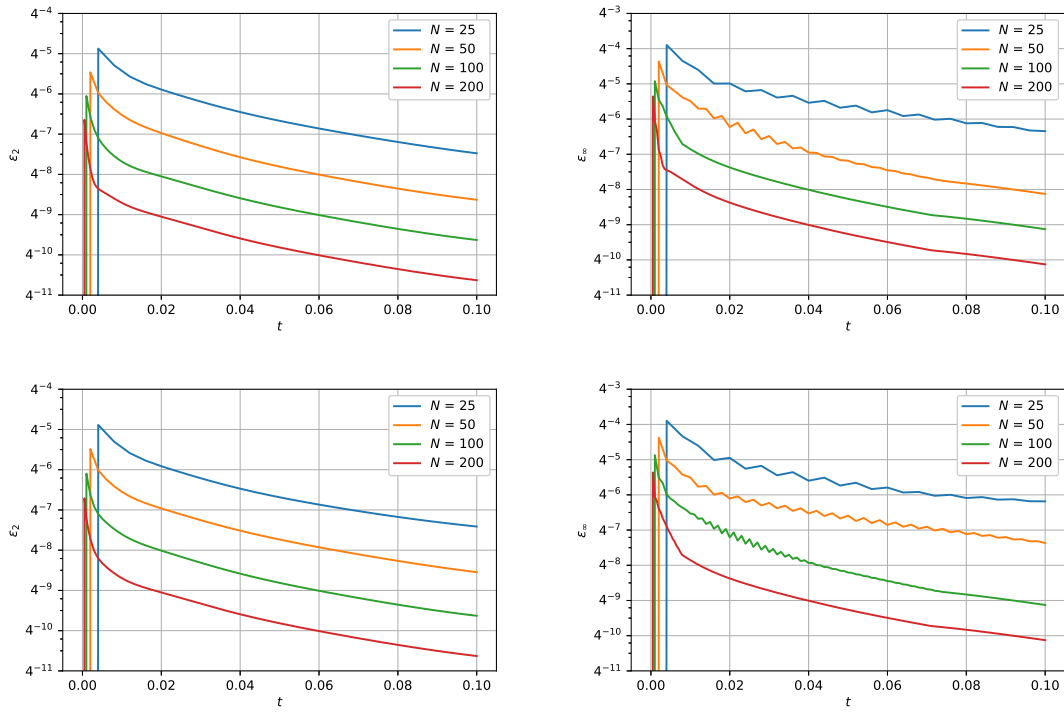 4⁻⁴
4⁻⁵
4⁻⁶
4⁻⁷
4⁻⁸
4⁻⁹
4⁻¹⁰
4⁻¹¹
ε₂
0.00 0.02 0.04 0.06 0.08 0.10
t
N = 25
N = 50
N = 100
N = 200
4⁻³
4⁻⁴
4⁻⁵
4⁻⁶
4⁻⁷
4⁻⁸
4⁻⁹
4⁻¹⁰
4⁻¹¹
ε∞
0.00 0.02 0.04 0.06 0.08 0.10
t
N = 25
N = 50
N = 100
N = 200
4⁻⁴
4⁻⁵
4⁻⁶
4⁻⁷
4⁻⁸
4⁻⁹
4⁻¹⁰
4⁻¹¹
ε₂
0.00 0.02 0.04 0.06 0.08 0.10
t
N = 25
N = 50
N = 100
N = 200
4⁻³
4⁻⁴
4⁻⁵
4⁻⁶
4⁻⁷
4⁻⁸
4⁻⁹
4⁻¹⁰
4⁻¹¹
ε∞
0.00 0.02 0.04 0.06 0.08 0.10
t
N = 25
N = 50
N = 100
N = 200